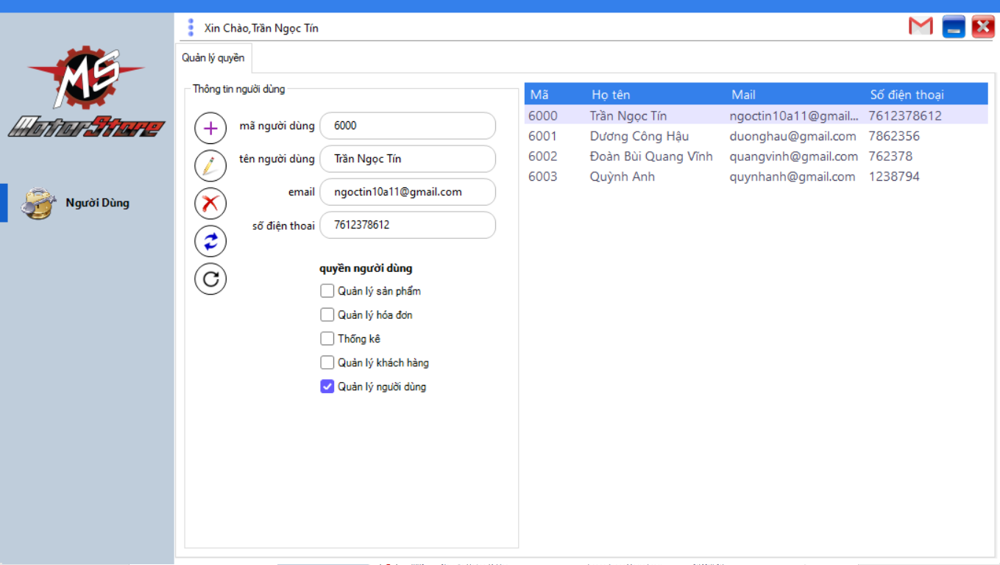 Xin Chào,Trần Ngọc Tín
MS
MotorStore
Người Dùng
Quản lý quyền
Thông tin người dùng
mã người dùng 6000
tên người dùng Trần Ngọc Tín
email ngoctin10a11@gmail.com
số điện thoai 7612378612
quyền người dùng
Quản lý sản phẩm
Quản lý hóa đơn
Thống kê
Quản lý khách hàng
Quản lý người dùng
Mã Họ tên Mail Số điện thoại
6000 Trần Ngọc Tín ngoctin10a11@gmail... 7612378612
6001 Dương Công Hậu duonghau@gmail.com 7862356
6002 Đoàn Bùi Quang Vĩnh quangvinh@gmail.com 762378
6003 Quỳnh Anh quynhanh@gmail.com 1238794